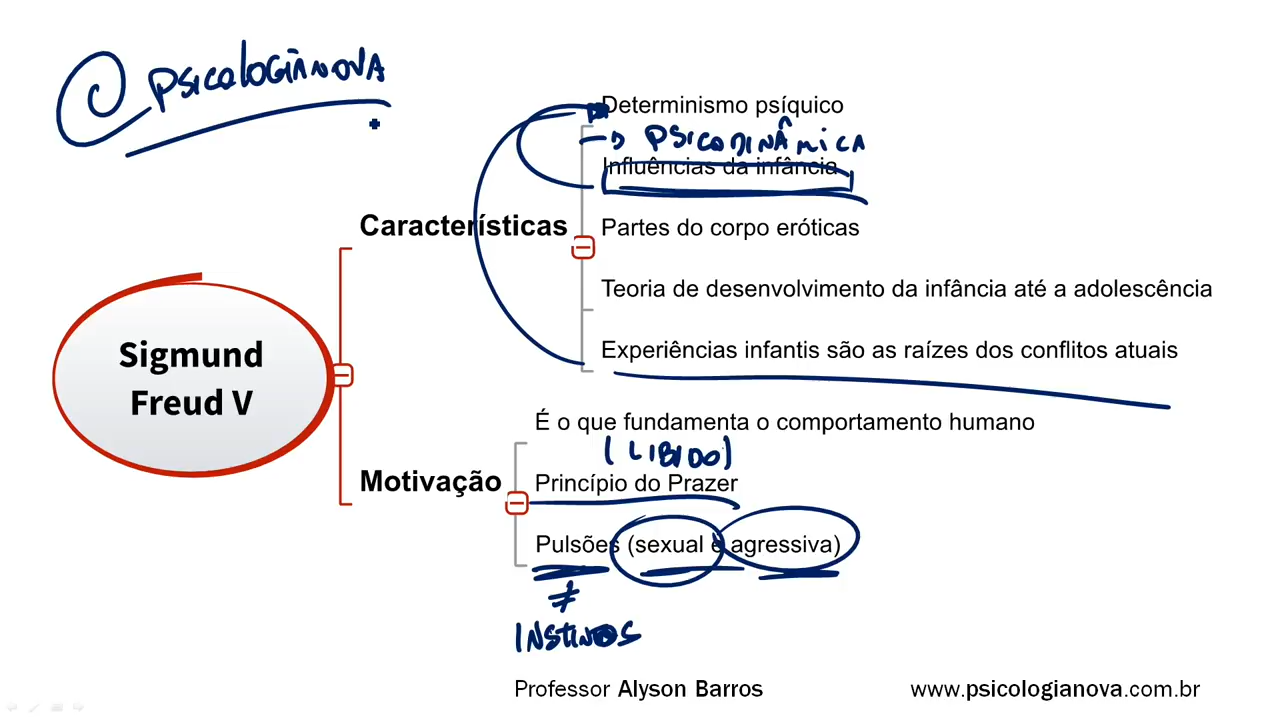 @psicologianova
Determinismo psíquico
→ PSICODINÂMICA
Influências da infância
Características
Partes do corpo eróticas
Teoria de desenvolvimento da infância até a adolescência
Sigmund
Freud V
Experiências infantis são as raízes dos conflitos atuais
É o que fundamenta o comportamento humano
(LIBIDO)
Motivação
Princípio do Prazer
Pulsões (sexual e agressiva)
≠
INSTINTOS
Professor Alyson Barros
www.psicologianova.com.br